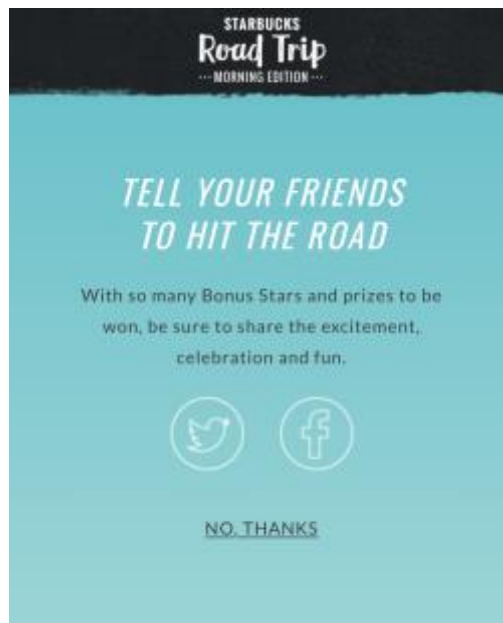 STARBUCKS
Road Trip
MORNING EDITION
TELL YOUR FRIENDS
TO HIT THE ROAD
With so many Bonus Stars and prizes to be
won, be sure to share the excitement,
celebration and fun.
NO, THANKS